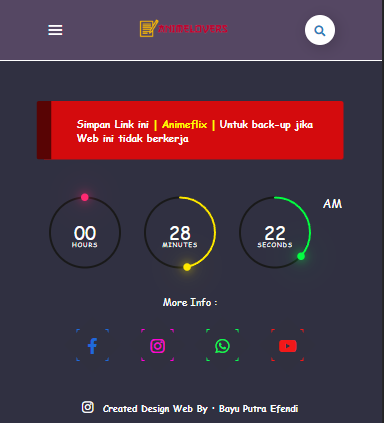 ANIMELOVERS
Simpan Link ini | Animeflix | Untuk back-up jika
Web ini tidak berkerja
AM
00
HOURS
28
MINUTES
22
SECONDS
More Info :
Created Design Web By • Bayu Putra Efendi